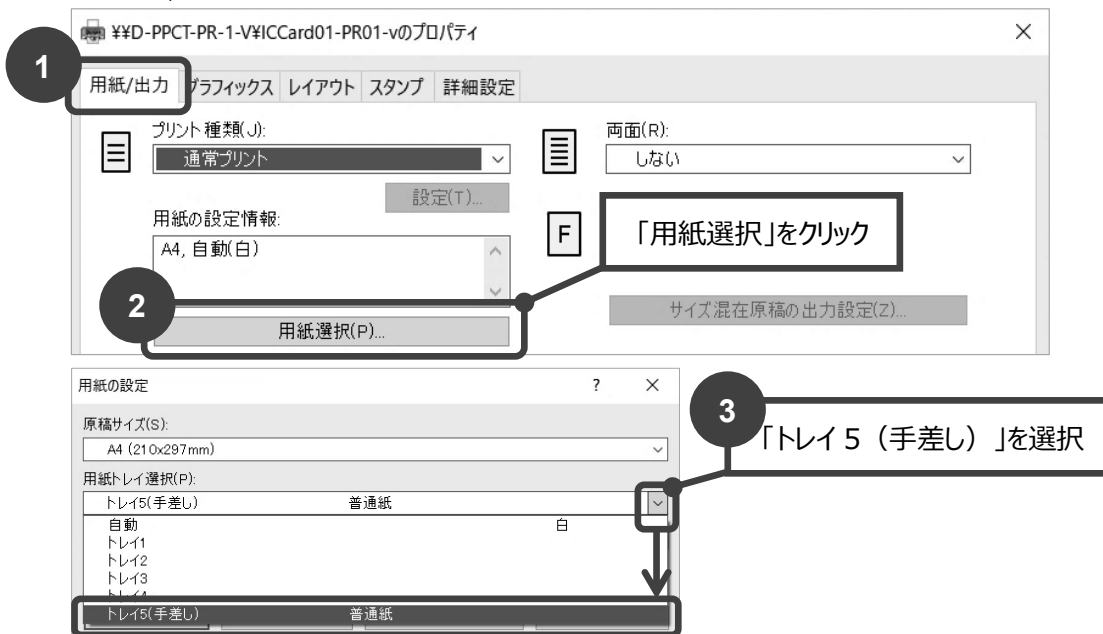 ¥¥D-PPCT-PR-1-V¥ICCard01-PR01-vのプロパティ
1
用紙/出力 グラフィックス レイアウト スタンプ 詳細設定
プリント種類(J):
通常プリント
設定(T)...
両面(R):
しない
用紙の設定情報:
A4, 自動(白)
F
「用紙選択」をクリック
2
用紙選択(P)...
サイズ混在原稿の出力設定(Z)...
用紙の設定 ?
原稿サイズ(S):
A4 (210x297mm)
3
「トレイ5（手差し）」を選択
用紙トレイ選択(P):
トレイ5(手差し) 普通紙
自動 白
トレイ1
トレイ2
トレイ3
トレイ4
トレイ5(手差し) 普通紙